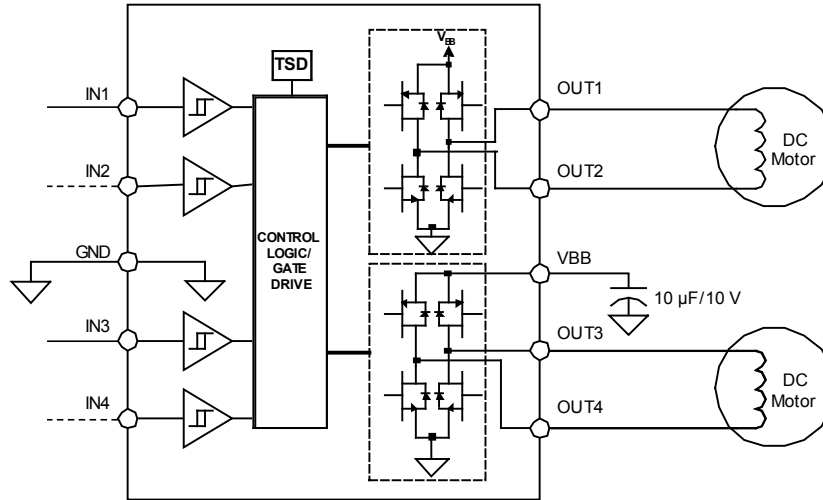 V_BB
TSD
IN1
OUT1
DC
Motor
IN2
OUT2
CONTROL
LOGIC/
GATE
DRIVE
GND
VBB
10 µF/10 V
IN3
OUT3
DC
Motor
IN4
OUT4